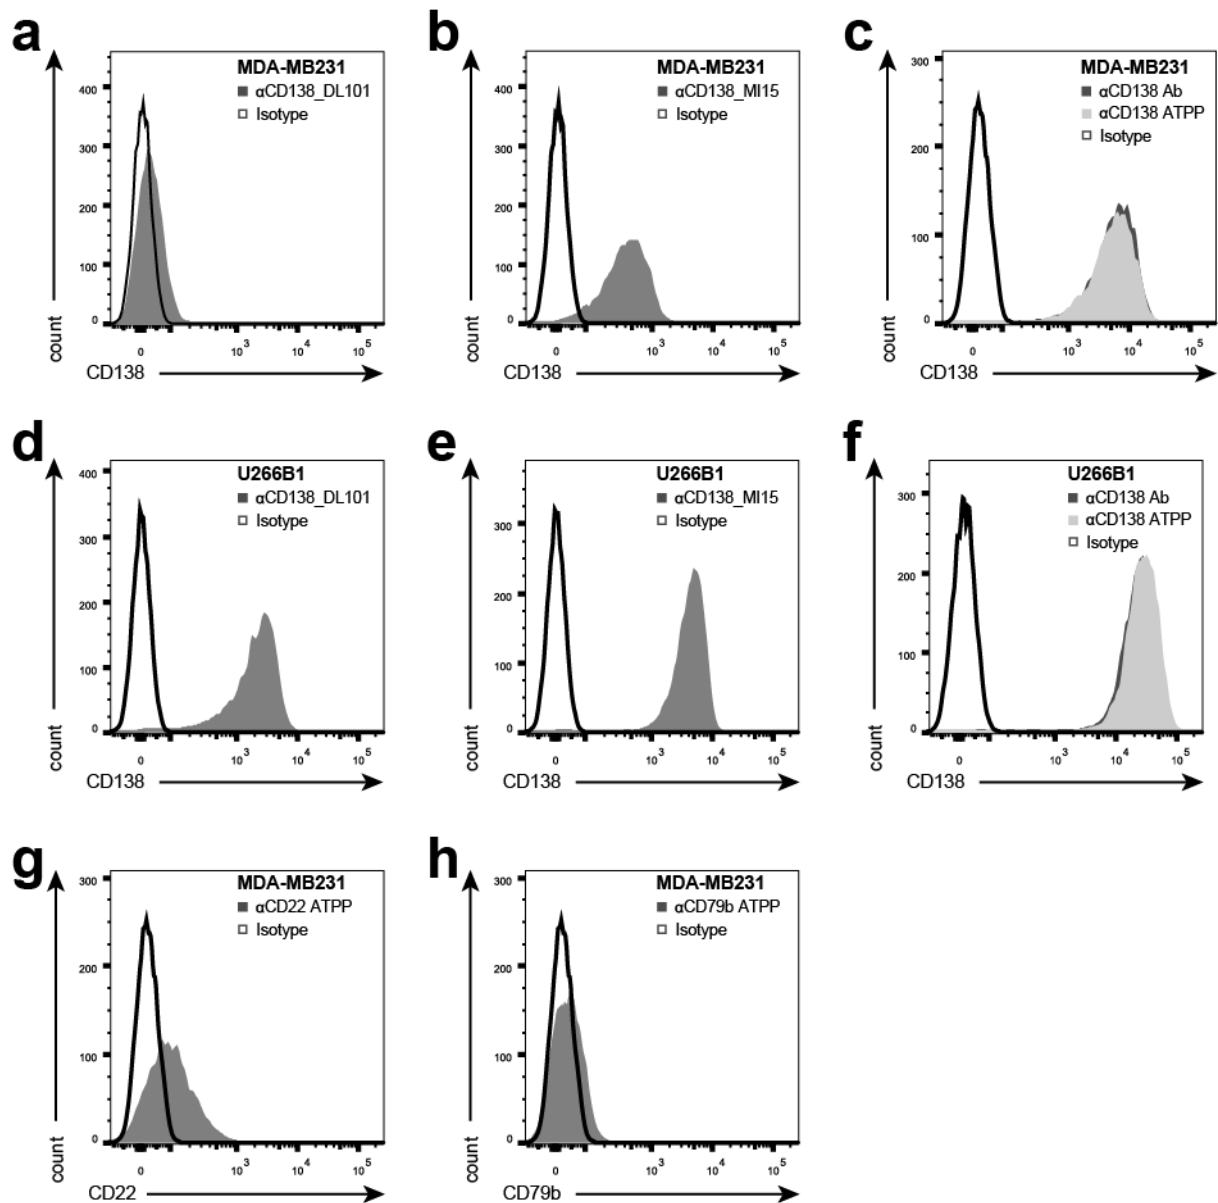 a
MDA-MB231
αCD138_DL101
Isotype
400
300
200
100
0
count
0 10³ 10⁴ 10⁵
CD138
b
MDA-MB231
αCD138_MI15
Isotype
400
300
200
100
0
count
0 10³ 10⁴ 10⁵
CD138
c
MDA-MB231
αCD138 Ab
αCD138 ATPP
Isotype
300
200
100
0
count
0 10³ 10⁴ 10⁵
CD138
d
U266B1
αCD138_DL101
Isotype
400
300
200
100
0
count
0 10³ 10⁴ 10⁵
CD138
e
U266B1
αCD138_MI15
Isotype
300
200
100
0
count
0 10³ 10⁴ 10⁵
CD138
f
U266B1
αCD138 Ab
αCD138 ATPP
Isotype
300
200
100
0
count
0 10³ 10⁴ 10⁵
CD138
g
MDA-MB231
αCD22 ATPP
Isotype
300
200
100
0
count
0 10³ 10⁴ 10⁵
CD22
h
MDA-MB231
αCD79b ATPP
Isotype
300
200
100
0
count
0 10³ 10⁴ 10⁵
CD79b